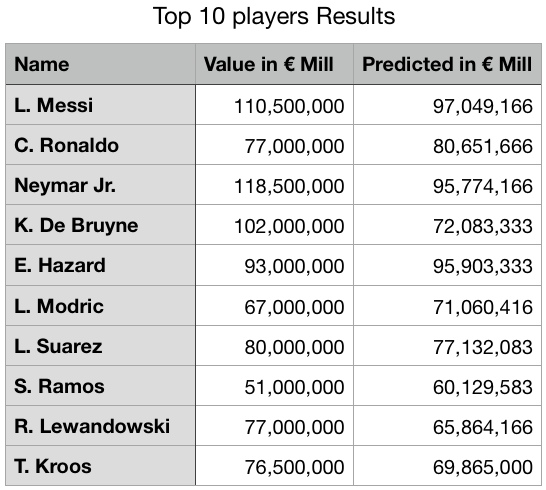 Top 10 players Results
Name Value in € Mill Predicted in € Mill
L. Messi 110,500,000 97,049,166
C. Ronaldo 77,000,000 80,651,666
Neymar Jr. 118,500,000 95,774,166
K. De Bruyne 102,000,000 72,083,333
E. Hazard 93,000,000 95,903,333
L. Modric 67,000,000 71,060,416
L. Suarez 80,000,000 77,132,083
S. Ramos 51,000,000 60,129,583
R. Lewandowski 77,000,000 65,864,166
T. Kroos 76,500,000 69,865,000